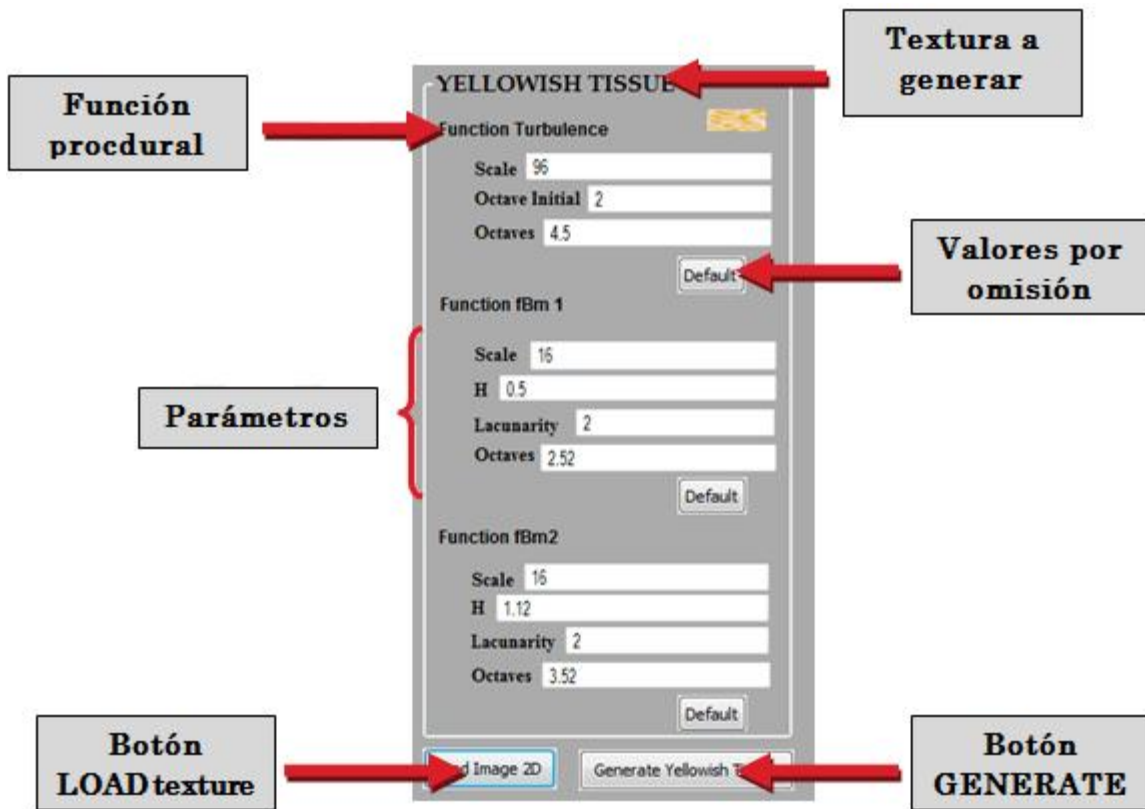 Textura a
generar
YELLOWISH TISSUE
Función
procdural
Function Turbulence
Scale 96
Octave Initial 2
Octaves 4.5
Default
Valores por
omisión
Function fBm 1
Parámetros
Scale 16
H 0.5
Lacunarity 2
Octaves 2.52
Default
Function fBm2
Scale 16
H 1.12
Lacunarity 2
Octaves 3.52
Default
Botón
LOAD texture
Image 2D
Generate Yellowish
Botón
GENERATE